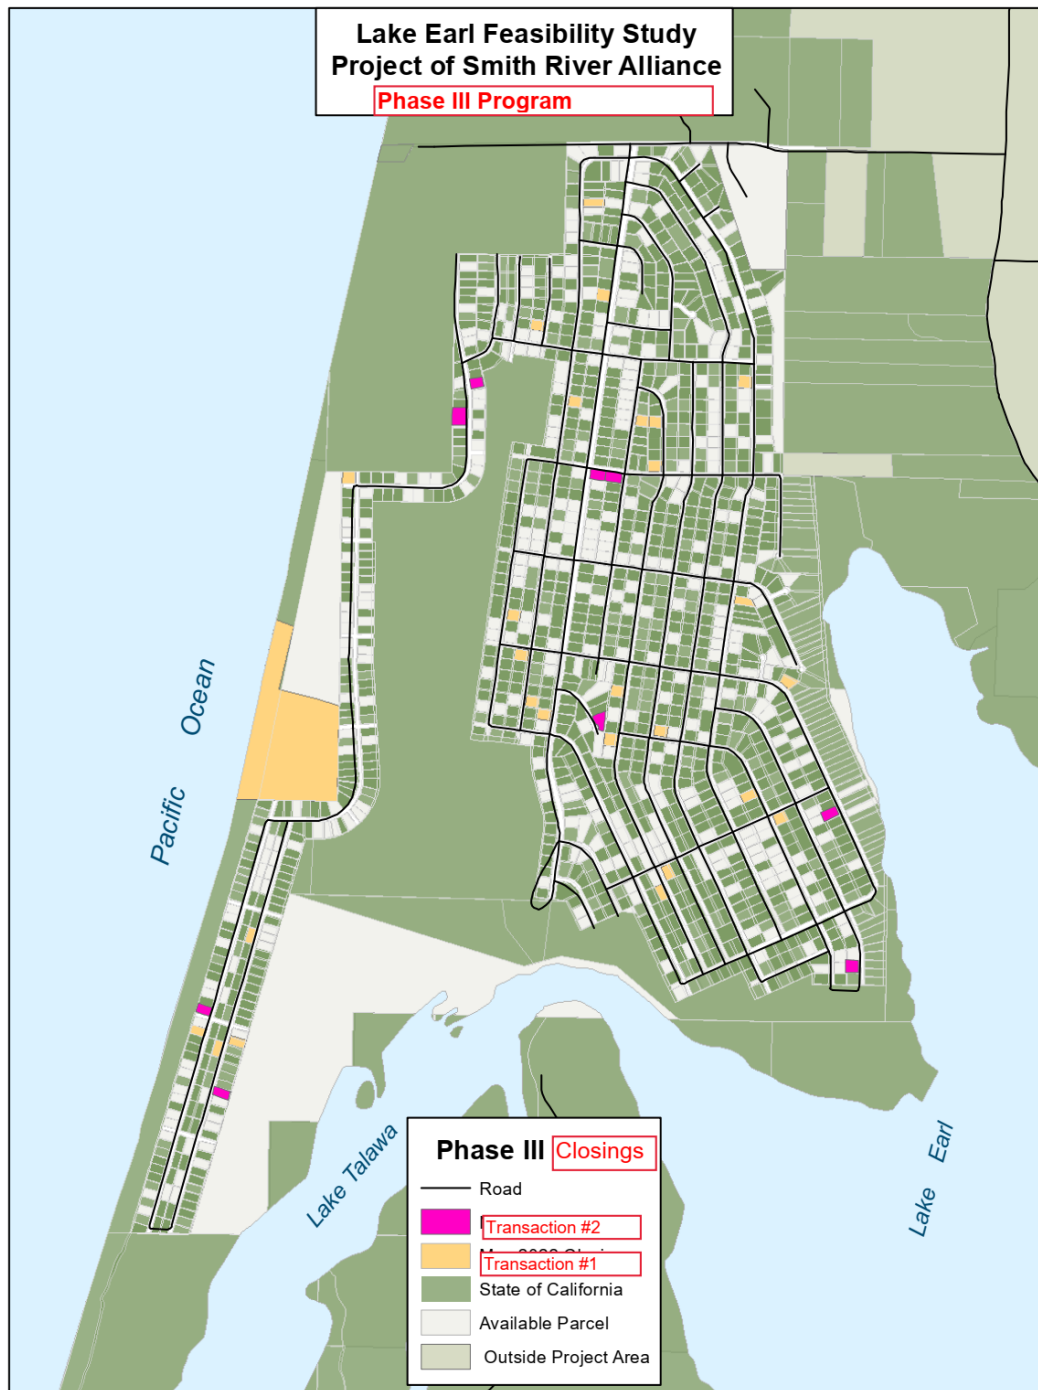 Lake Earl Feasibility Study
Project of Smith River Alliance
Phase III Program
Pacific Ocean
Lake Talawa
Lake Earl
Phase III Closings
Road
Transaction #2
Transaction #1
State of California
Available Parcel
Outside Project Area